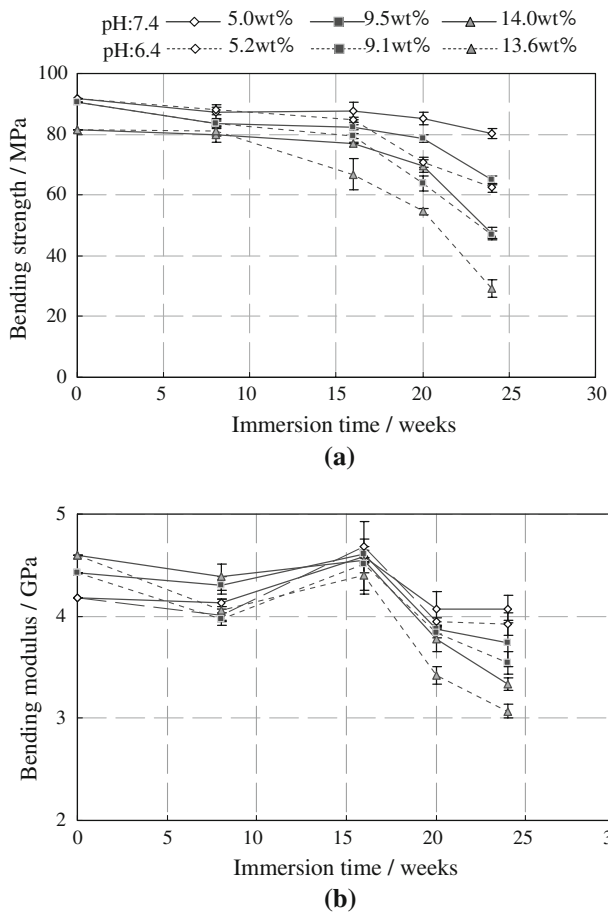 pH:7.4 5.0wt% 9.5wt% 14.0wt%
pH:6.4 5.2wt% 9.1wt% 13.6wt%
100
80
60
40
20
0
Bending strength / MPa
0 5 10 15 20 25 30
Immersion time / weeks
(a)
5
4
3
2
Bending modulus / GPa
0 5 10 15 20 25 3
Immersion time / weeks
(b)